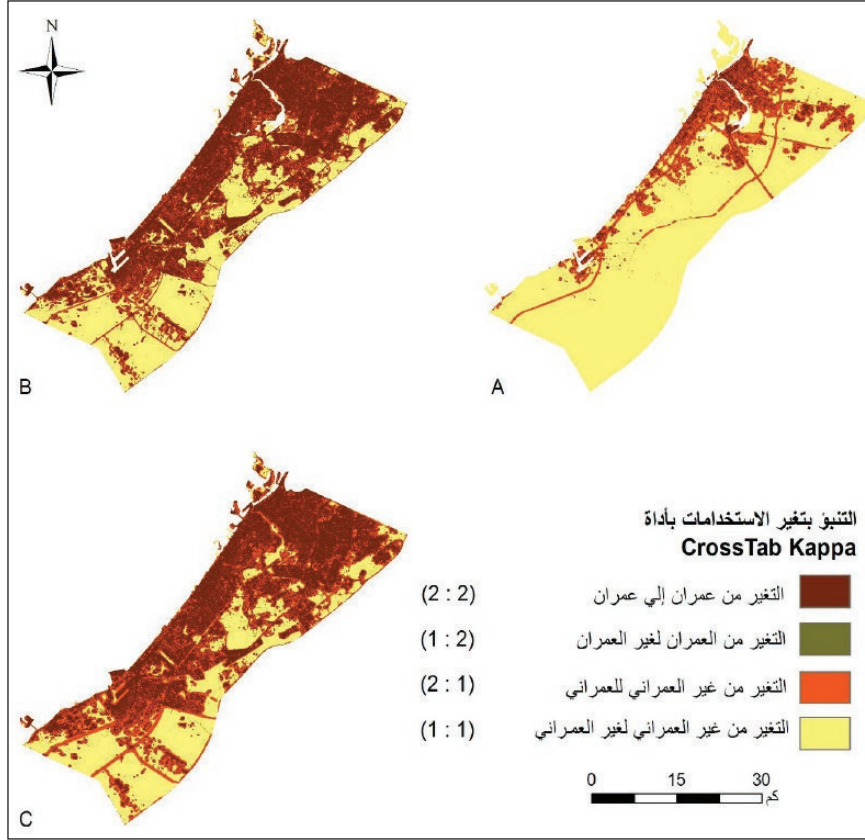 N
B
A
C
التنبؤ بتغير الاستخدامات بأداة
CrossTab Kappa
التغير من عمران إلي عمران (2 : 2)
التغير من العمران لغير العمران (1 : 2)
التغير من غير العمراني للعمراني (2 : 1)
التغير من غير العمراني لغير العمراني (1 : 1)
0 15 30
كم